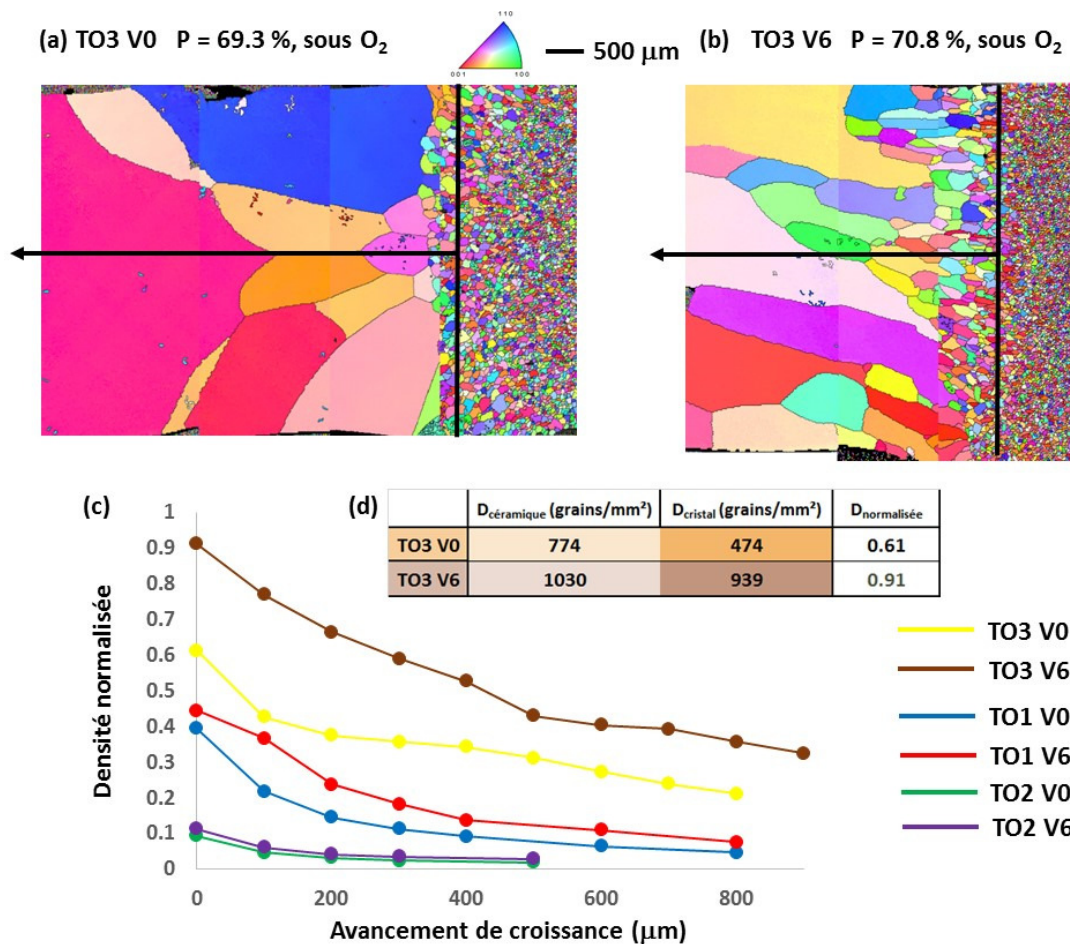 (a) TO3 V0 P = 69.3 %, sous O₂
110
001
100
500 μm
(b) TO3 V6 P = 70.8 %, sous O₂
(c)
(d)
D_céramique (grains/mm²) D_cristal (grains/mm²) D_normalisée
TO3 V0 774 474 0.61
TO3 V6 1030 939 0.91
Densité normalisée
1
0.9
0.8
0.7
0.6
0.5
0.4
0.3
0.2
0.1
0
0 200 400 600 800
Avancement de croissance (μm)
TO3 V0
TO3 V6
TO1 V0
TO1 V6
TO2 V0
TO2 V6